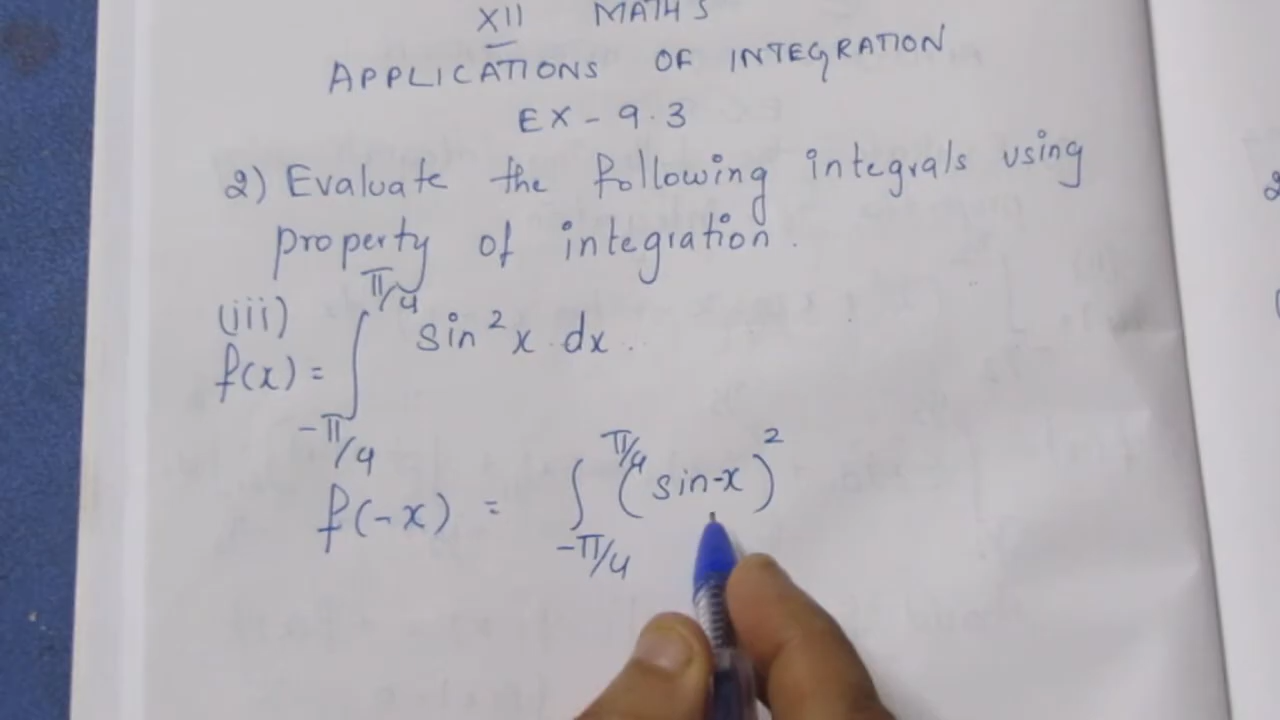 XII MATHS
APPLICATIONS OF INTEGRATION
EX - 9.3
2) Evaluate the following integrals using
property of integration.
(iii)
f(x) = ∫_{-π/4}^{π/4} sin²x dx.
f(-x) = ∫_{-π/4}^{π/4} (sin-x)²